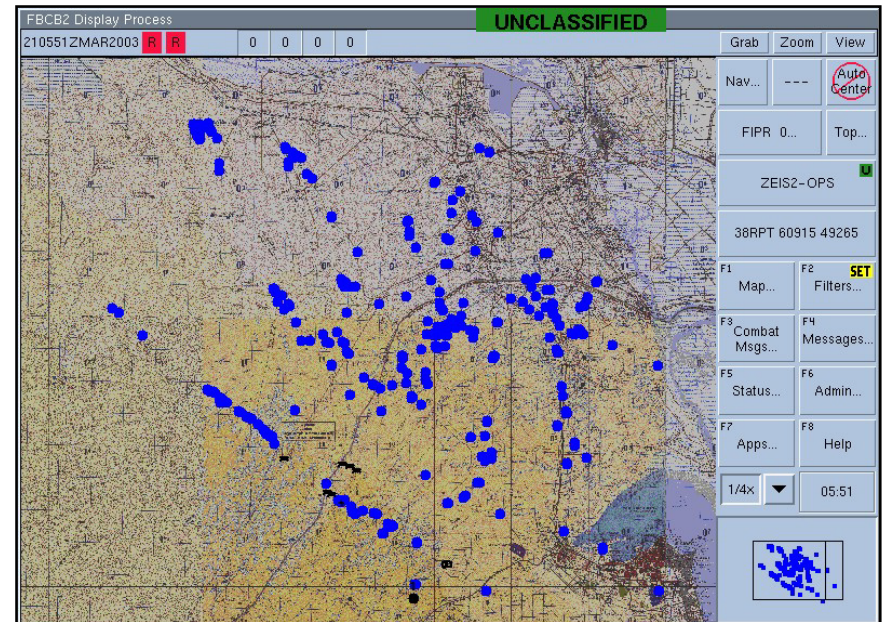 FBCB2 Display Process
UNCLASSIFIED
210551ZMAR2003 R R 0 0 0 0 Grab Zoom View
Nav... --- Auto Center
FIPR 0... Top...
ZEIS2-OPS U
38RPT 60915 49265
F1 Map... F2 SET Filters...
F3 Combat Msgs... F4 Messages...
F5 Status... F6 Admin...
F7 Apps... F8 Help
1/4x 05:51